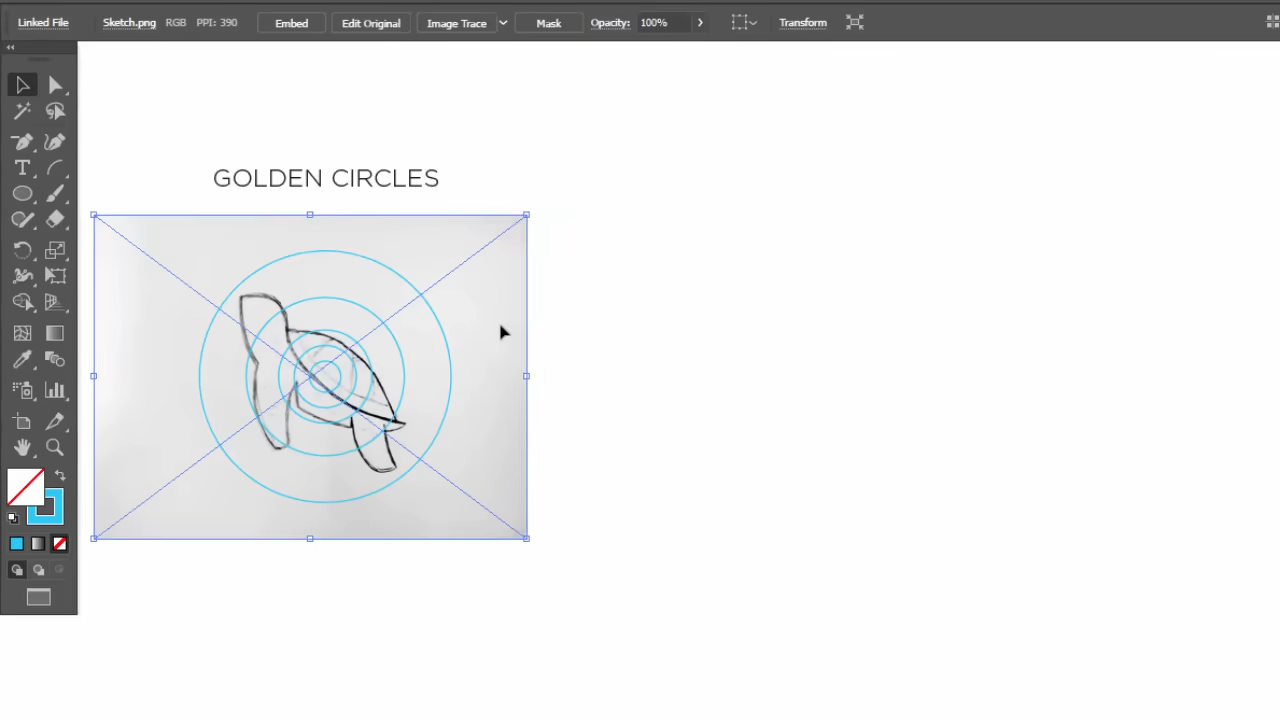 Linked File Sketch.png RGB PPI: 390 Embed Edit Original Image Trace Mask Opacity: 100% Transform
GOLDEN CIRCLES